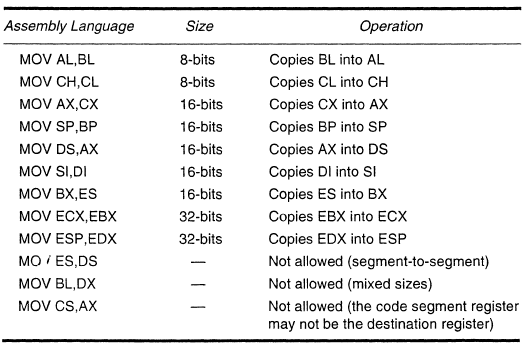 Assembly Language Size Operation
MOV AL,BL 8-bits Copies BL into AL
MOV CH,CL 8-bits Copies CL into CH
MOV AX,CX 16-bits Copies CX into AX
MOV SP,BP 16-bits Copies BP into SP
MOV DS,AX 16-bits Copies AX into DS
MOV SI,DI 16-bits Copies DI into SI
MOV BX,ES 16-bits Copies ES into BX
MOV ECX,EBX 32-bits Copies EBX into ECX
MOV ESP,EDX 32-bits Copies EDX into ESP
ES,DS — Not allowed (segment-to-segment)
MOV BL,DX — Not allowed (mixed sizes)
MOV CS,AX — Not allowed (the code segment register
may not be the destination register)